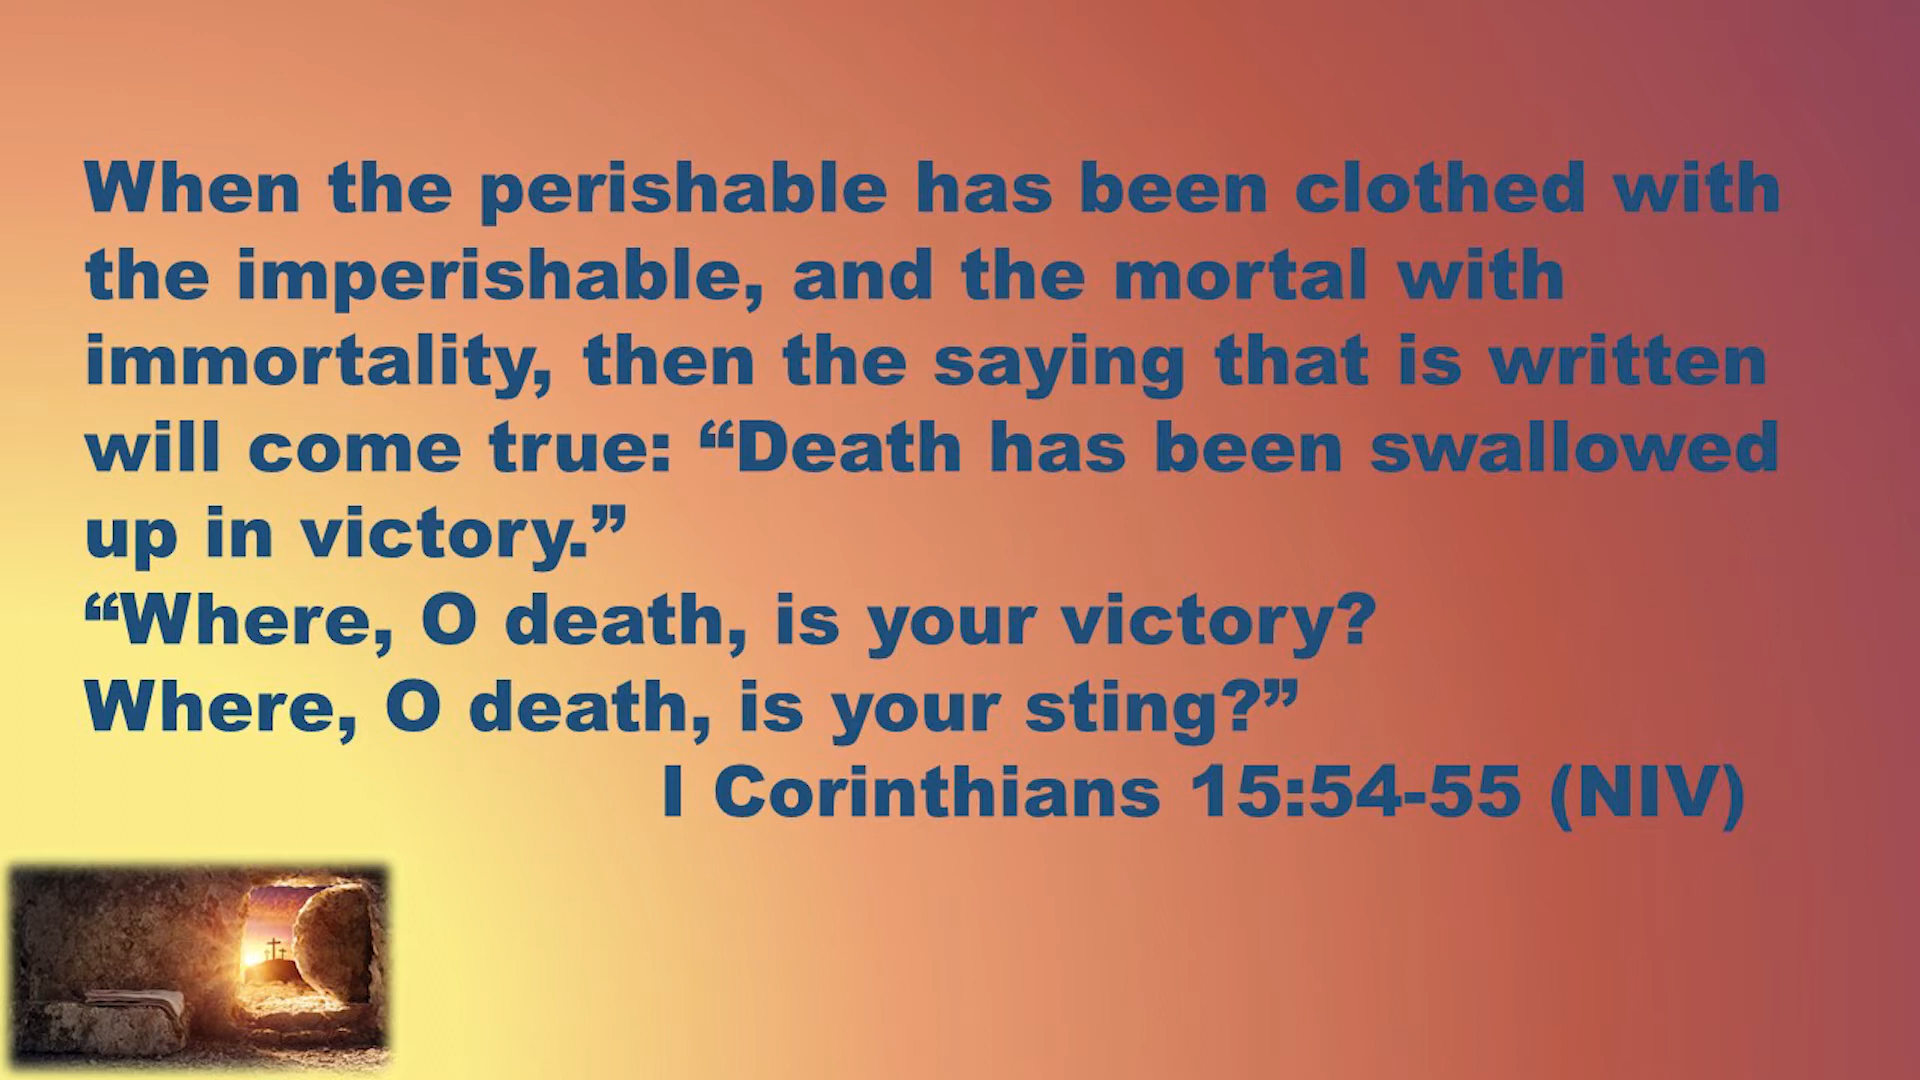 When the perishable has been clothed with
the imperishable, and the mortal with
immortality, then the saying that is written
will come true: “Death has been swallowed
up in victory.”
“Where, O death, is your victory?
Where, O death, is your sting?”
I Corinthians 15:54-55 (NIV)